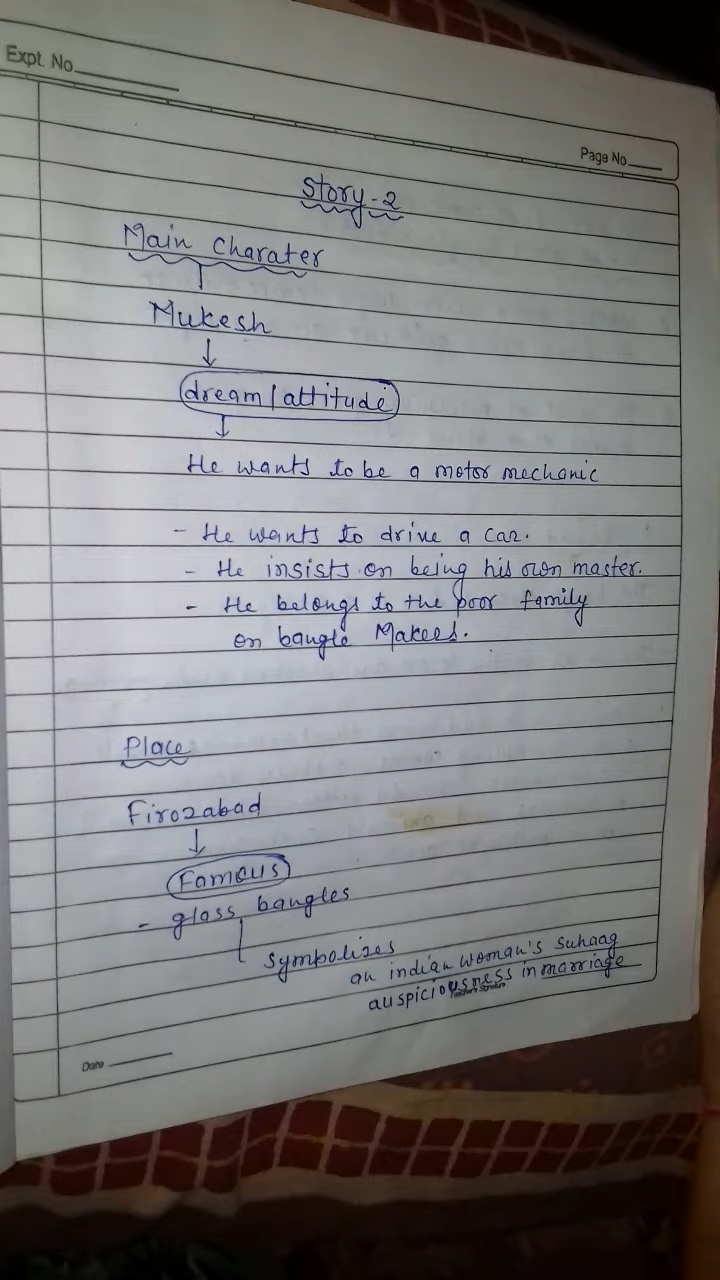 Expt. No
Page No.
Story-2
Main Charater
Mukesh
dream/attitude
He wants to be a motor mechanic
- He wants to drive a car.
- He insists on being his own master.
- He belongs to the poor family
on bangle Makees.
Place
Firozabad
Famous
- glass bangles
Symbolizes
an indian woman's Suhaag
auspiciousness in marriage
Date